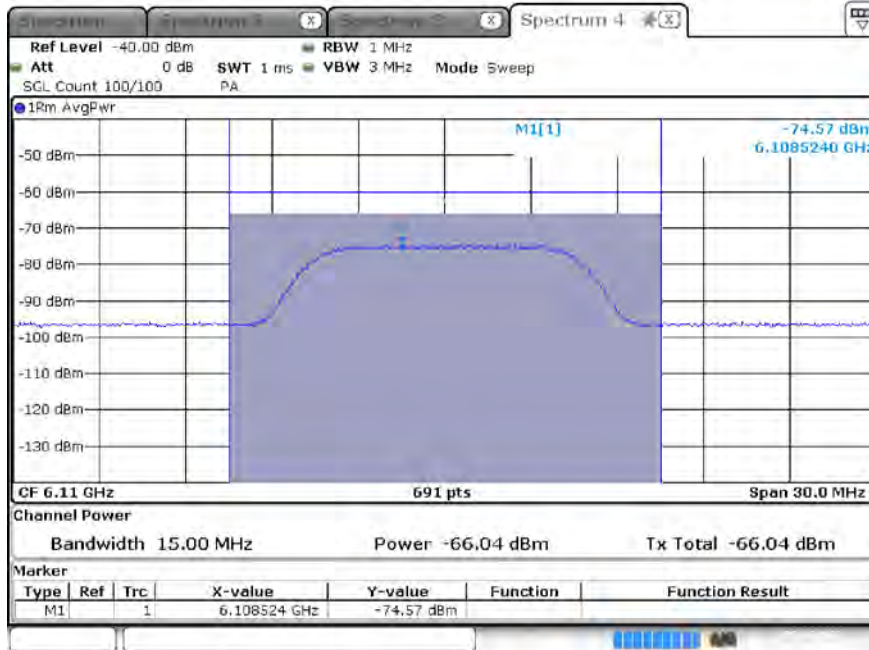 Spectrum 4
Ref Level -40.00 dBm RBW 1 MHz
Att 0 dB SWT 1 ms VBW 3 MHz Mode Sweep
SGL Count 100/100 PA
1Rm AvgPwr
M1[1] -74.57 dBm
6.1085240 GHz
-50 dBm
-60 dBm
-70 dBm
-80 dBm
-90 dBm
-100 dBm
-110 dBm
-120 dBm
-130 dBm
CF 6.11 GHz 691 pts Span 30.0 MHz
Channel Power
Bandwidth 15.00 MHz Power -66.04 dBm Tx Total -66.04 dBm
Marker
Type Ref Trc X-value Y-value Function Function Result
M1 1 6.108524 GHz -74.57 dBm